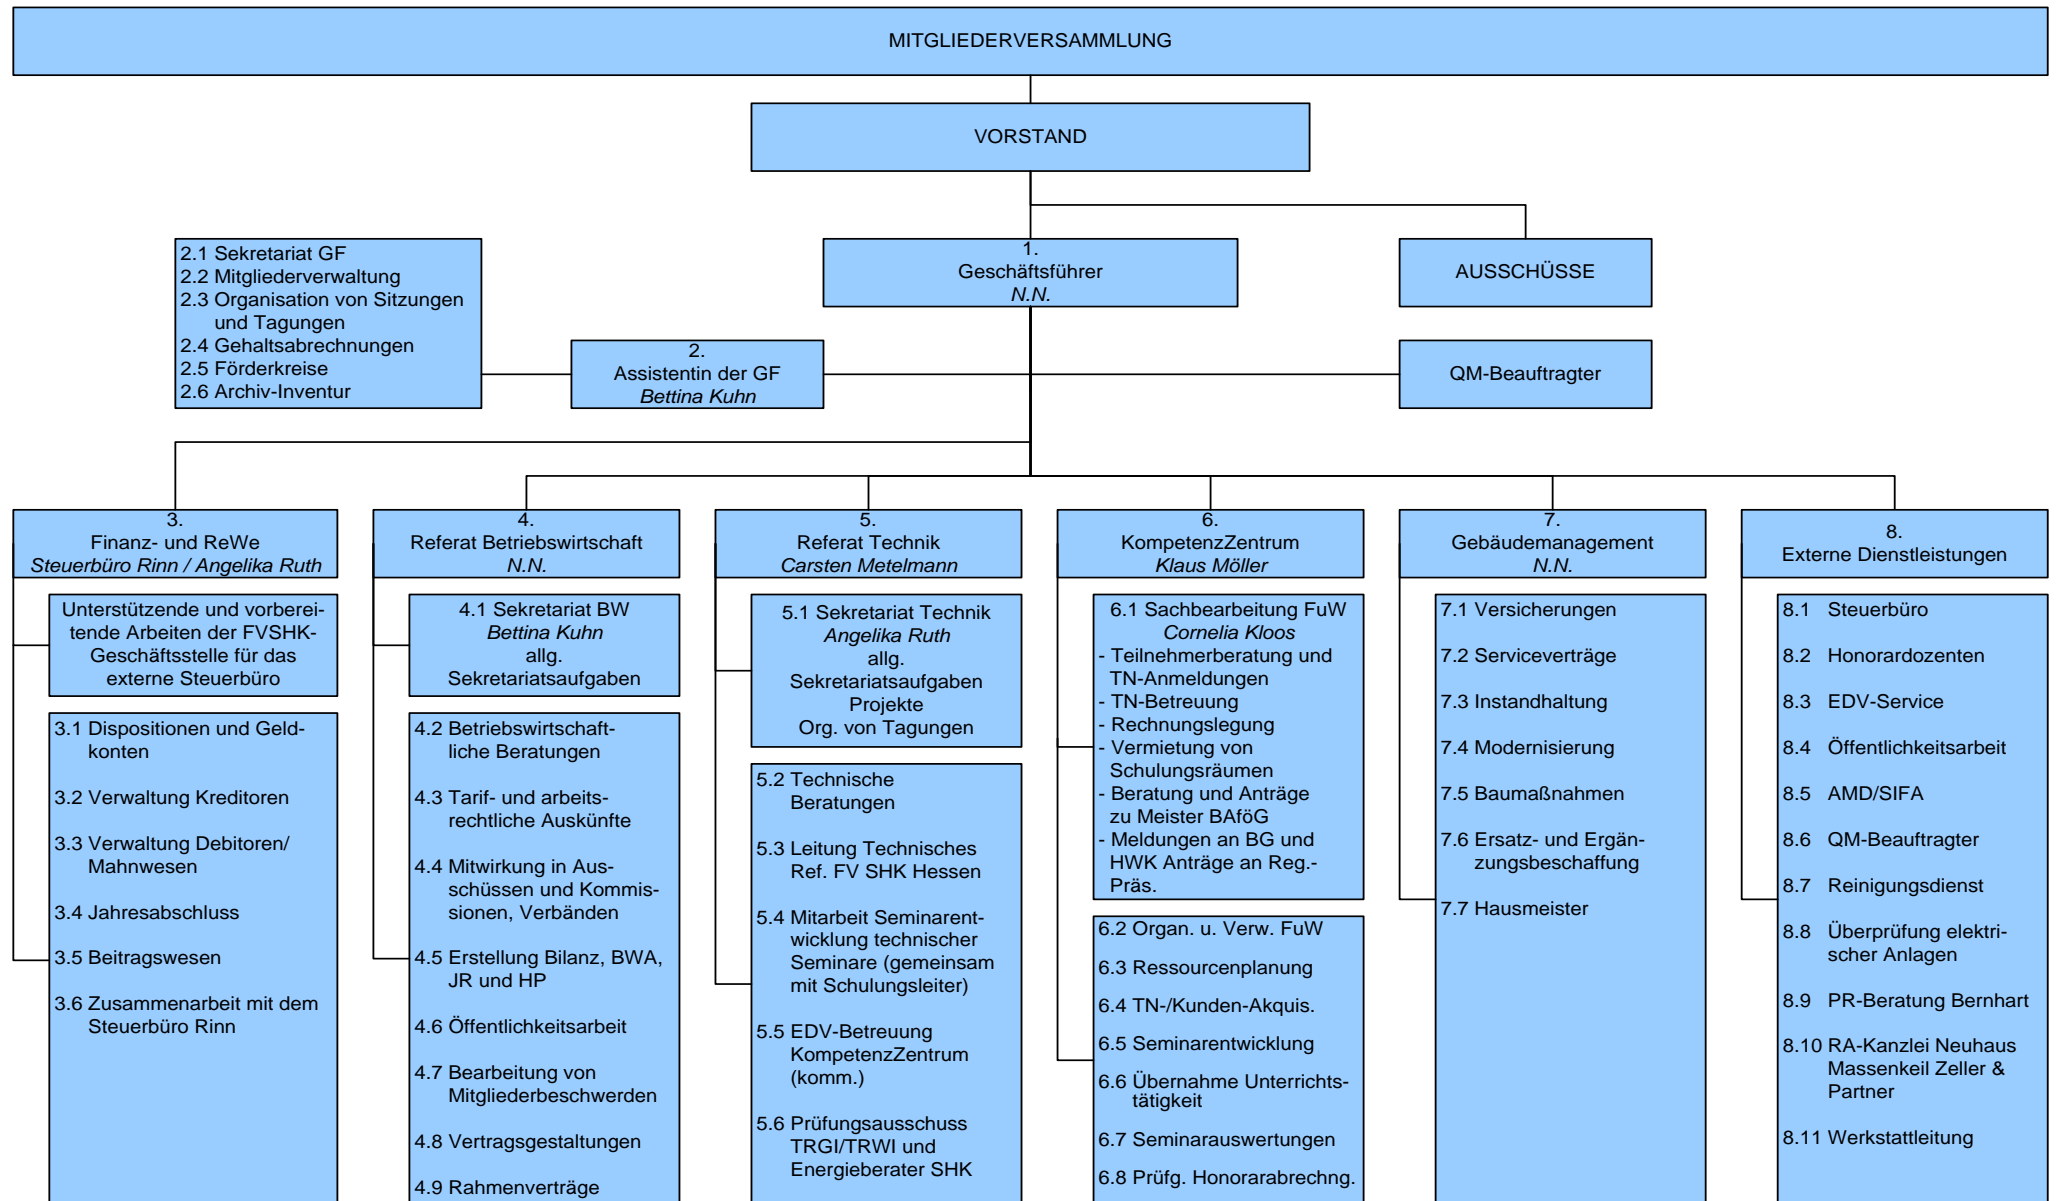 MITGLIEDERVERSAMMLUNG
VORSTAND
2.1 Sekretariat GF
2.2 Mitgliederverwaltung
2.3 Organisation von Sitzungen
und Tagungen
2.4 Gehaltsabrechnungen
2.5 Förderkreise
2.6 Archiv-Inventur
1.
Geschäftsführer
N.N.
AUSSCHÜSSE
2.
Assistentin der GF
Bettina Kuhn
QM-Beauftragter
3.
Finanz- und ReWe
Steuerbüro Rinn / Angelika Ruth
Unterstützende und vorberei-
tende Arbeiten der FVSHK-
Geschäftsstelle für das
externe Steuerbüro
3.1 Dispositionen und Geld-
konten
3.2 Verwaltung Kreditoren
3.3 Verwaltung Debitoren/
Mahnwesen
3.4 Jahresabschluss
3.5 Beitragswesen
3.6 Zusammenarbeit mit dem
Steuerbüro Rinn
4.
Referat Betriebswirtschaft
N.N.
4.1 Sekretariat BW
Bettina Kuhn
allg.
Sekretariatsaufgaben
4.2 Betriebswirtschaft-
liche Beratungen
4.3 Tarif- und arbeits-
rechtliche Auskünfte
4.4 Mitwirkung in Aus-
schüssen und Kommis-
sionen, Verbänden
4.5 Erstellung Bilanz, BWA,
JR und HP
4.6 Öffentlichkeitsarbeit
4.7 Bearbeitung von
Mitgliederbeschwerden
4.8 Vertragsgestaltungen
4.9 Rahmenverträge
5.
Referat Technik
Carsten Metelmann
5.1 Sekretariat Technik
Angelika Ruth
allg.
Sekretariatsaufgaben
Projekte
Org. von Tagungen
5.2 Technische
Beratungen
5.3 Leitung Technisches
Ref. FV SHK Hessen
5.4 Mitarbeit Seminarent-
wicklung technischer
Seminare (gemeinsam
mit Schulungsleiter)
5.5 EDV-Betreuung
KompetenzZentrum
(komm.)
5.6 Prüfungsausschuss
TRGI/TRWI und
Energieberater SHK
6.
KompetenzZentrum
Klaus Möller
6.1 Sachbearbeitung FuW
Cornelia Kloos
- Teilnehmerberatung und
TN-Anmeldungen
- TN-Betreuung
- Rechnungslegung
- Vermietung von
Schulungsräumen
- Beratung und Anträge
zu Meister BAföG
- Meldungen an BG und
HWK Anträge an Reg.-
Präs.
6.2 Organ. u. Verw. FuW
6.3 Ressourcenplanung
6.4 TN-/Kunden-Akquis.
6.5 Seminarentwicklung
6.6 Übernahme Unterrichts-
tätigkeit
6.7 Seminarauswertungen
6.8 Prüfg. Honorarabrechng.
7.
Gebäudemanagement
N.N.
7.1 Versicherungen
7.2 Serviceverträge
7.3 Instandhaltung
7.4 Modernisierung
7.5 Baumaßnahmen
7.6 Ersatz- und Ergän-
zungsbeschaffung
7.7 Hausmeister
8.
Externe Dienstleistungen
8.1 Steuerbüro
8.2 Honorardozenten
8.3 EDV-Service
8.4 Öffentlichkeitsarbeit
8.5 AMD/SIFA
8.6 QM-Beauftragter
8.7 Reinigungsdienst
8.8 Überprüfung elektri-
scher Anlagen
8.9 PR-Beratung Bernhart
8.10 RA-Kanzlei Neuhaus
Massenkeil Zeller &
Partner
8.11 Werkstattleitung